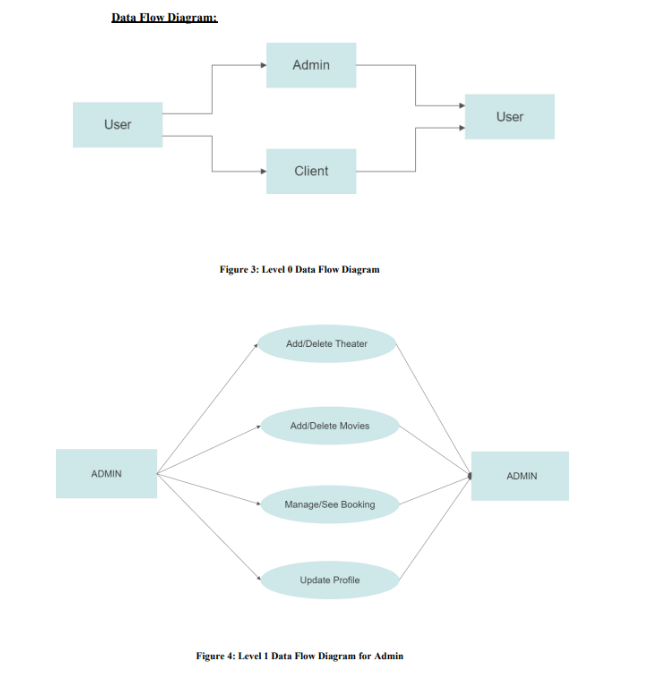 Data Flow Diagram:
Admin
User
User
Client
Figure 3: Level 0 Data Flow Diagram
Add/Delete Theater
Add/Delete Movies
ADMIN
ADMIN
Manage/See Booking
Update Profile
Figure 4: Level 1 Data Flow Diagram for Admin